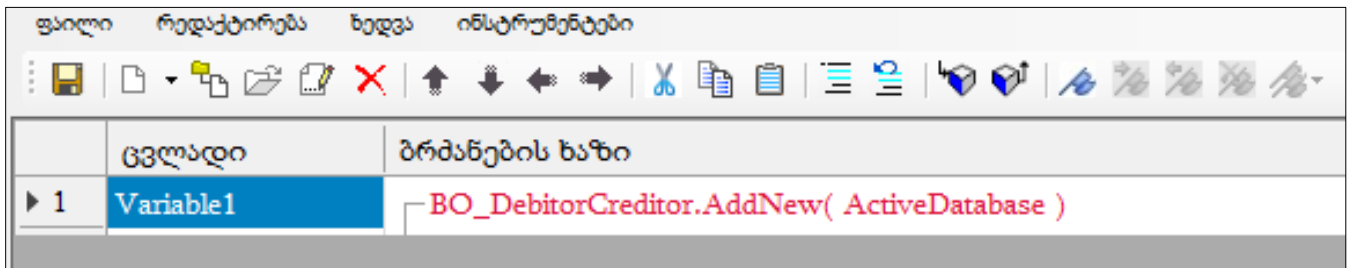 ფაილი რედაქტირება ხედვა ინსტრუმენტები
ცვლადი ბრძანების ხაზი
1 Variable1 BO_DebitorCreditor.AddNew( ActiveDatabase )